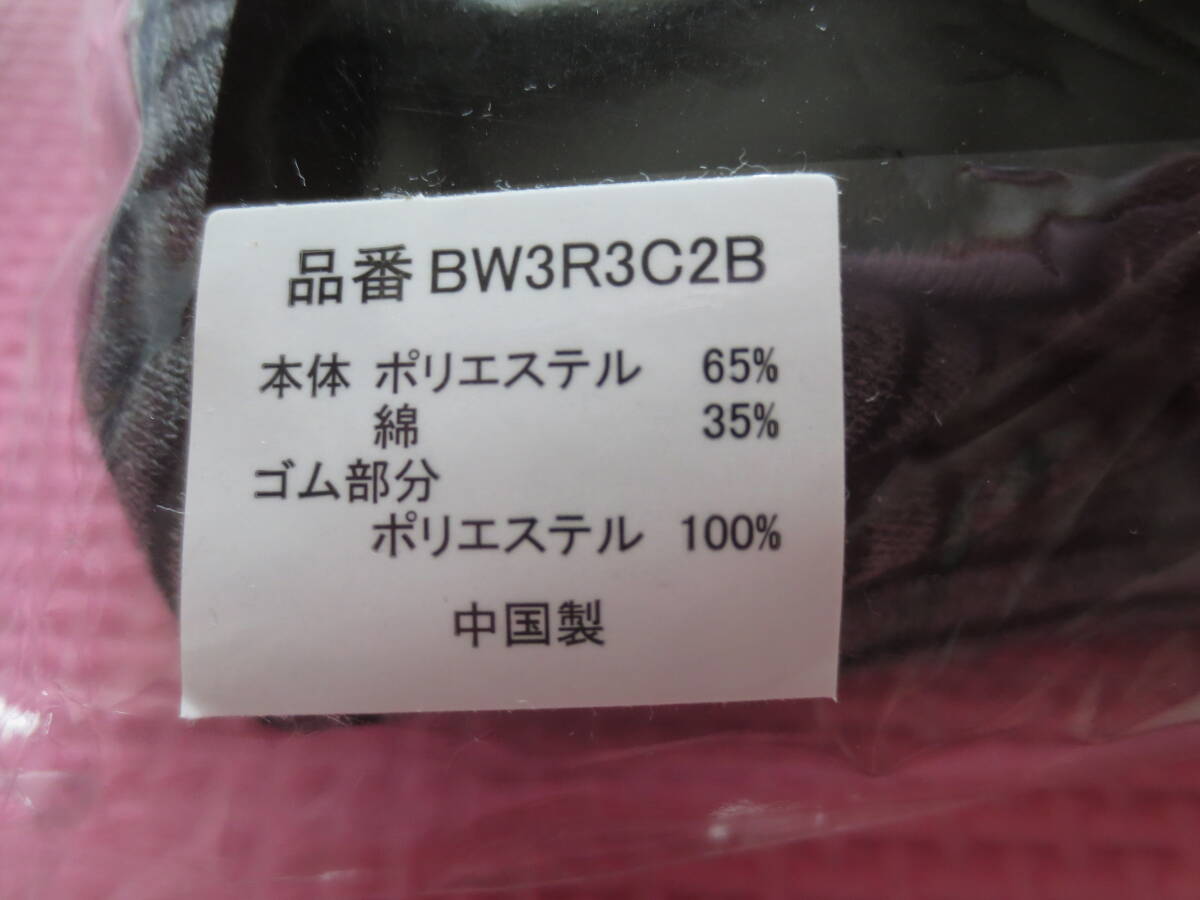 品番 BW3R3C2B
本体 ポリエステル 65%
綿 35%
ゴム部分
ポリエステル 100%
中国製